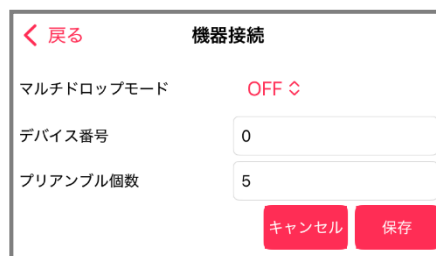 戻る 機器接続
マルチドロップモード OFF
デバイス番号 0
プリアンブル個数 5
キャンセル 保存